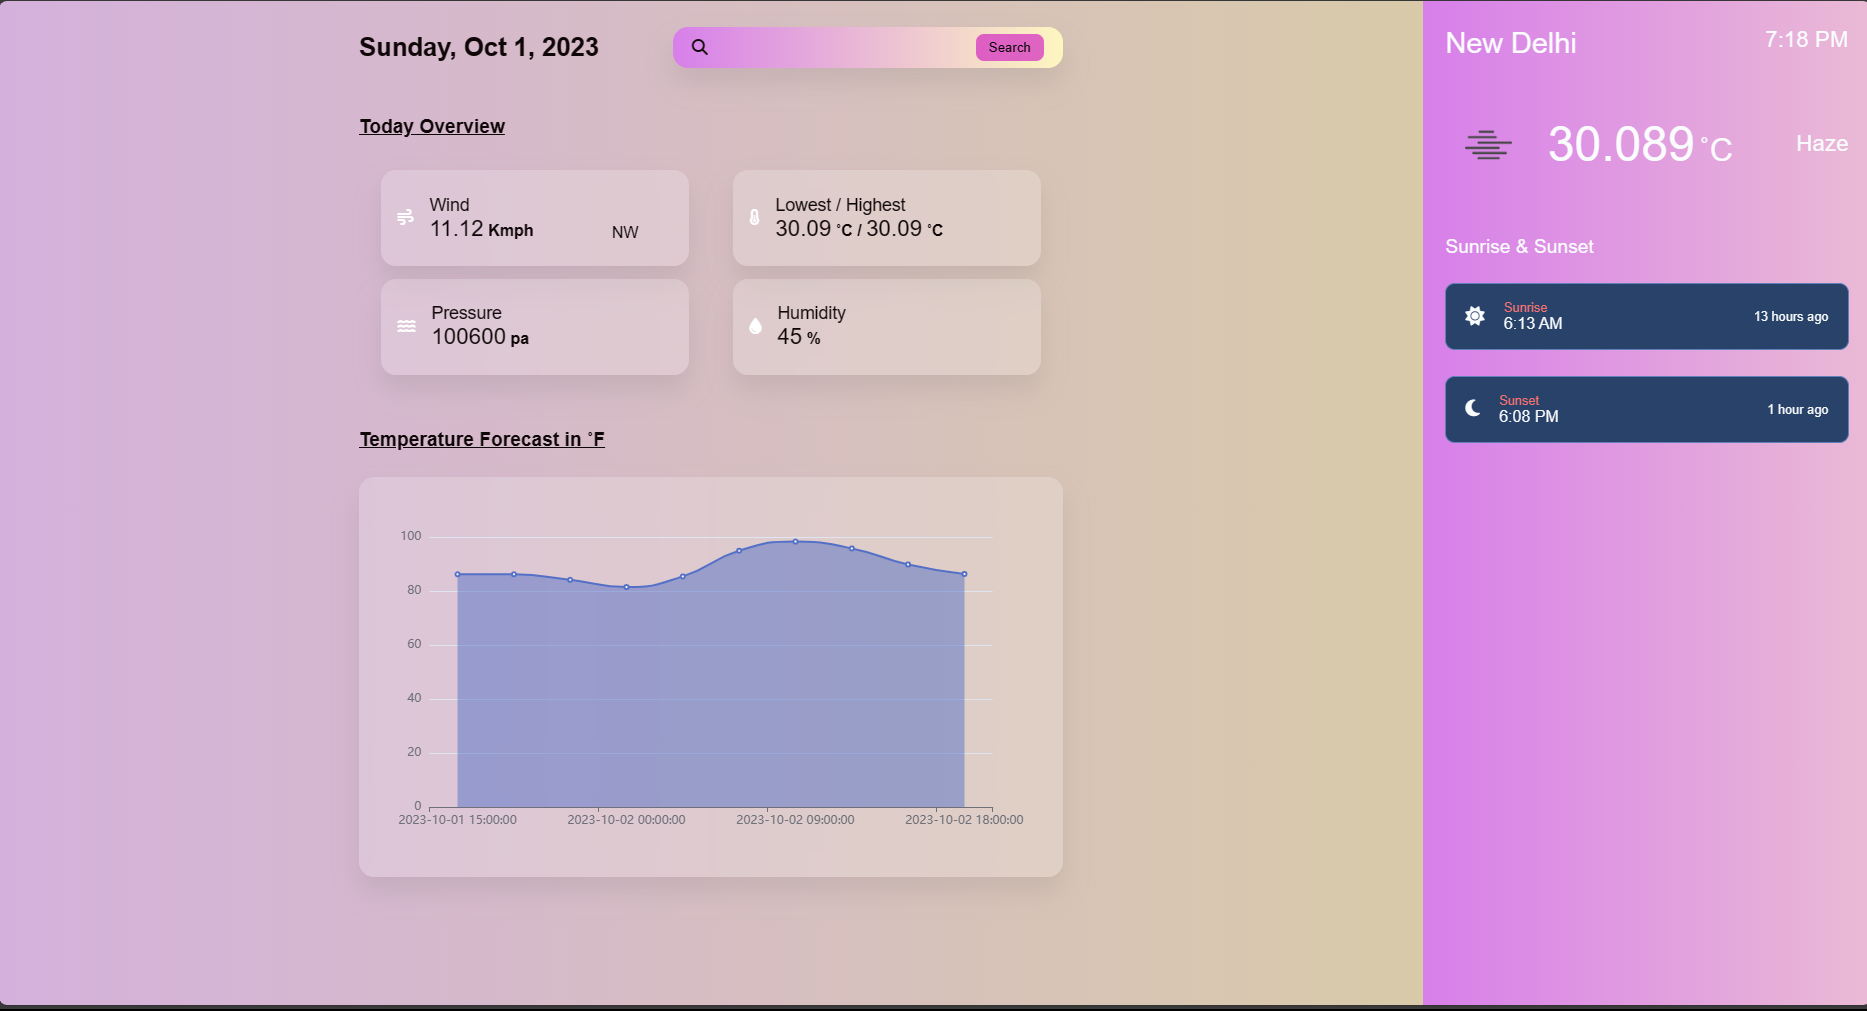 Sunday, Oct 1, 2023
Search
Today Overview
Wind
11.12 Kmph
NW
Lowest / Highest
30.09 °C / 30.09 °C
Pressure
100600 pa
Humidity
45 %
Temperature Forecast in °F
100
80
60
40
20
0
2023-10-01 15:00:00
2023-10-02 00:00:00
2023-10-02 09:00:00
2023-10-02 18:00:00
New Delhi
7:18 PM
30.089 °C
Haze
Sunrise & Sunset
Sunrise
6:13 AM
13 hours ago
Sunset
6:08 PM
1 hour ago